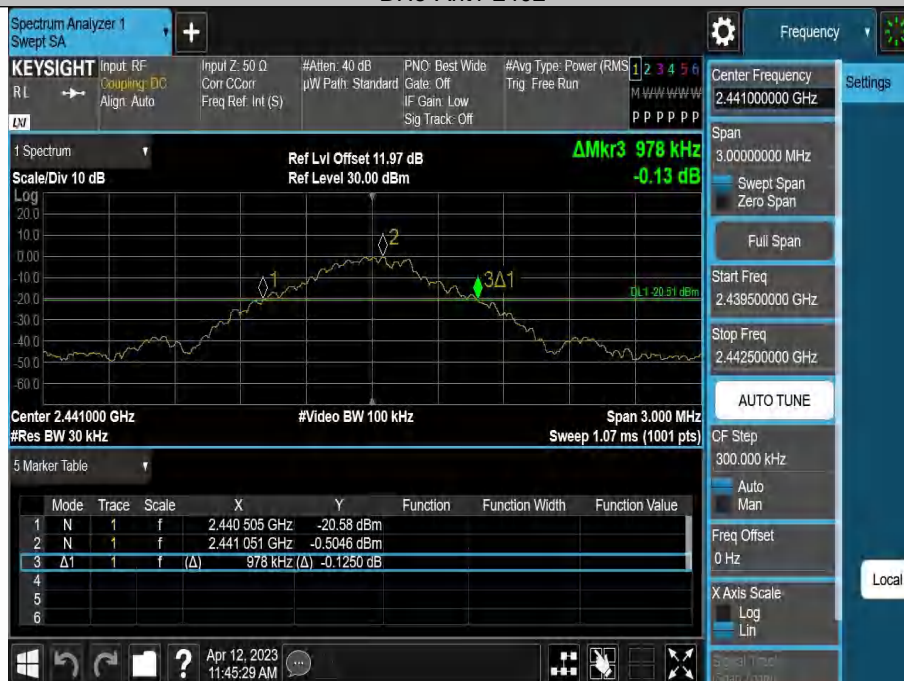 Spectrum Analyzer 1
Swept SA
+
Frequency
KEYSIGHT
RL
LXI
Input: RF
Coupling: DC
Align: Auto
Input Z: 50 Ω
Corr CCorr
Freq Ref: Int (S)
#Atten: 40 dB
µW Path: Standard
PNO: Best Wide
Gate: Off
IF Gain: Low
Sig Track: Off
#Avg Type: Power (RMS
Trig: Free Run
1 2 3 4 5 6
M W W W W W
P P P P P P
Center Frequency
2.441000000 GHz
Settings
Span
3.00000000 MHz
Swept Span
Zero Span
Full Span
Start Freq
2.439500000 GHz
Stop Freq
2.442500000 GHz
AUTO TUNE
CF Step
300.000 kHz
Auto
Man
Freq Offset
0 Hz
X Axis Scale
Log
Lin
Local
1 Spectrum
Scale/Div 10 dB
Ref Lvl Offset 11.97 dB
Ref Level 30.00 dBm
ΔMkr3 978 kHz
-0.13 dB
Log
20.0
10.0
0.00
-10.0
-20.0
-30.0
-40.0
-50.0
-60.0
1
2
3Δ1
DL1 -20.51 dBm
Center 2.441000 GHz
#Video BW 100 kHz
Span 3.000 MHz
#Res BW 30 kHz
Sweep 1.07 ms (1001 pts)
5 Marker Table
Mode Trace Scale X Y Function Function Width Function Value
1 N 1 f 2.440 505 GHz -20.58 dBm
2 N 1 f 2.441 051 GHz -0.5046 dBm
3 Δ1 1 f (Δ) 978 kHz (Δ) -0.1250 dB
4
5
6
?
Apr 12, 2023
11:45:29 AM